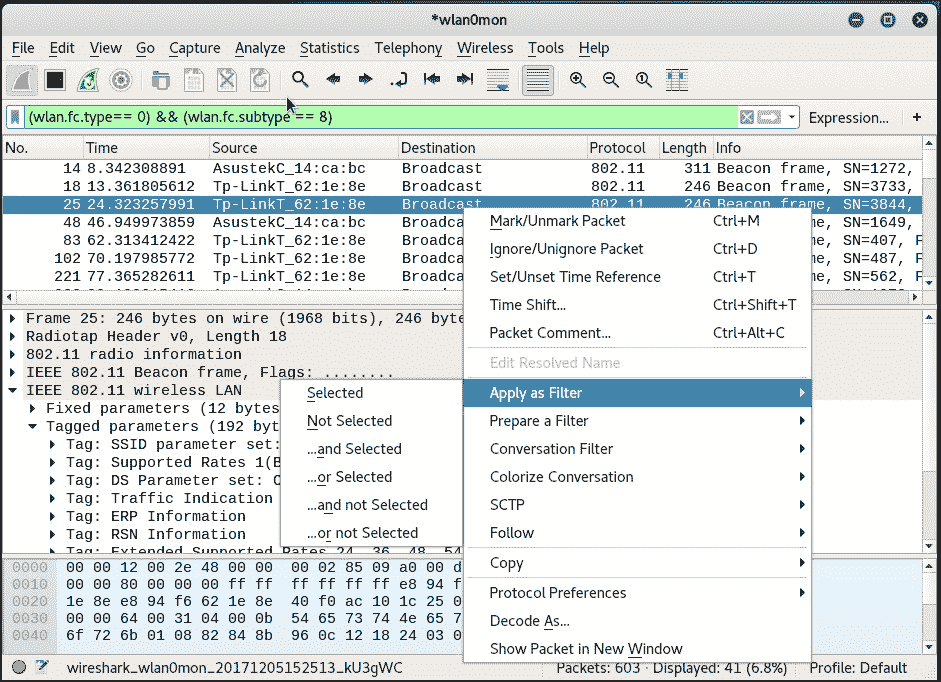 *wlan0mon
File Edit View Go Capture Analyze Statistics Telephony Wireless Tools Help
(wlan.fc.type== 0) && (wlan.fc.subtype == 8) Expression... +
No. Time Source Destination Protocol Length Info
14 8.342308891 AsustekC_14:ca:bc Broadcast 802.11 311 Beacon frame, SN=1272,
18 13.361805612 Tp-LinkT_62:1e:8e Broadcast 802.11 246 Beacon frame, SN=3733,
25 24.323257991 Tp-LinkT_62:1e:8e Broadcast 802.11 246 Beacon frame, SN=3844,
48 46.949973859 AsustekC_14:ca:bc Broadca e, SN=1649,
83 62.313412422 Tp-LinkT_62:1e:8e Broadca e, SN=407, F
102 70.197985772 Tp-LinkT_62:1e:8e Broadca e, SN=487, F
221 77.365282611 Tp-LinkT_62:1e:8e Broadca e, SN=562, F
Mark/Unmark Packet Ctrl+M
Ignore/Unignore Packet Ctrl+D
Set/Unset Time Reference Ctrl+T
Time Shift... Ctrl+Shift+T
Packet Comment... Ctrl+Alt+C
Edit Resolved Name
Apply as Filter
Prepare a Filter
Conversation Filter
Colorize Conversation
SCTP
Follow
Copy
Protocol Preferences
Decode As...
Show Packet in New Window
Selected
Not Selected
...and Selected
...or Selected
...and not Selected
...or not Selected
Frame 25: 246 bytes on wire (1968 bits), 246 byte
Radiotap Header v0, Length 18
802.11 radio information
IEEE 802.11 Beacon frame, Flags: ........
IEEE 802.11 wireless LAN
Fixed parameters (12 bytes
Tagged parameters (192 byt
Tag: SSID parameter set:
Tag: Supported Rates 1(B
Tag: DS Parameter set: C
Tag: Traffic Indication
Tag: ERP Information
Tag: RSN Information
Tag: Extended Supported Rates 24, 36, 48, 54
0000 00 00 12 00 2e 48 00 00 00 02 85 09 a0 00 d
0010 00 00 80 00 00 00 ff ff ff ff ff ff e8 94 f
0020 1e 8e e8 94 f6 62 1e 8e 40 f0 ac 10 1c 25 0
0030 00 00 64 00 31 04 00 0b 54 65 73 74 4e 65 7
0040 6f 72 6b 01 08 82 84 8b 96 0c 12 18 24 03 0
wireshark_wlan0mon_20171205152513_kU3gWC Packets: 603 · Displayed: 41 (6.8%) Profile: Default